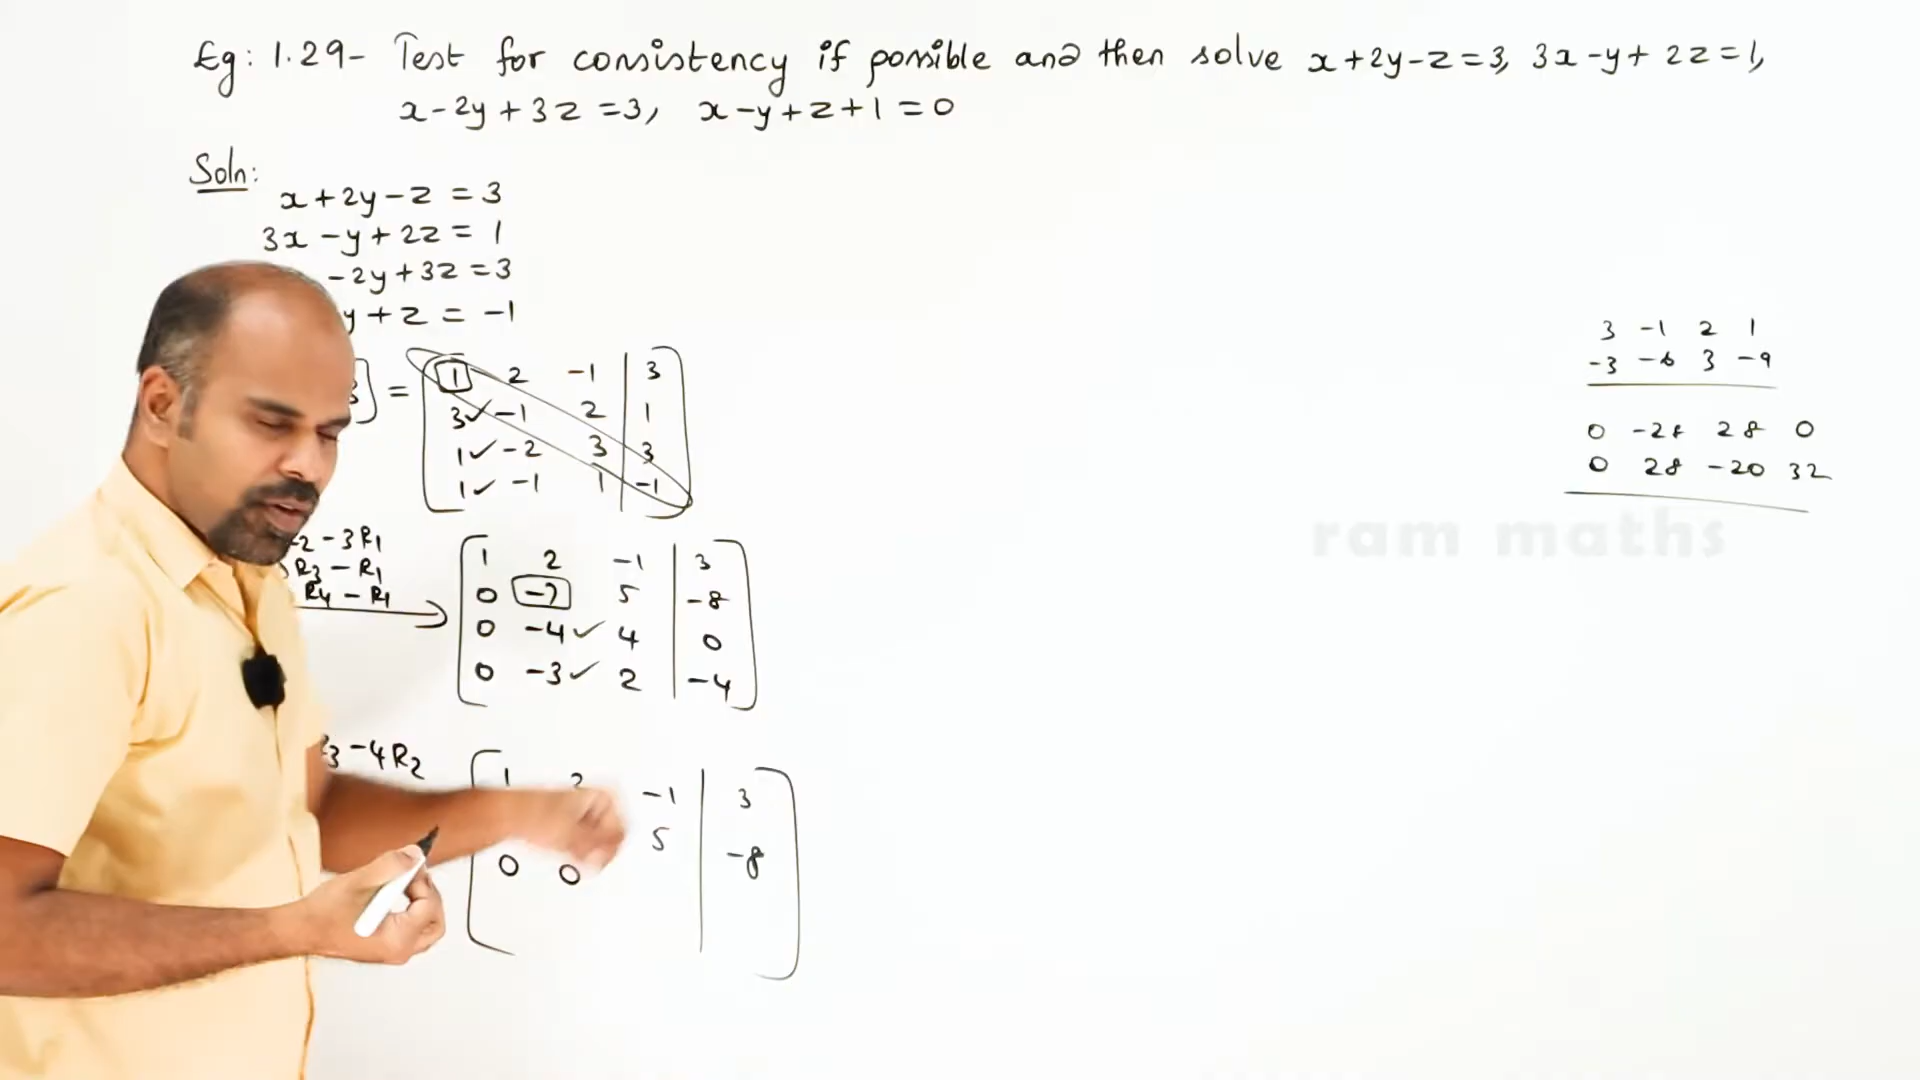 Eg: 1.29- Test for consistency if possible and then solve x+2y-z=3, 3x-y+2z=1,
x-2y+3z=3, x-y+z+1=0
Soln:
x+2y-z=3
3x-y+2z=1
-2y+3z=3
y+z=-1
] = [ 1 2 -1 | 3 ]
3 ✓ -1 2 | 1
1 ✓ -2 3 | 3
1 ✓ -1 1 | -1
-3R1
R3-R1
R4-R1
1 2 -1 | 3
0 -7 5 | -8
0 -4 ✓ 4 | 0
0 -3 ✓ 2 | -4
-4R2
1 2 -1 | 3
5 | -8
0 0
3 -1 2 1
-3 -6 3 -9
0 -28 28 0
0 28 -20 32
ram maths